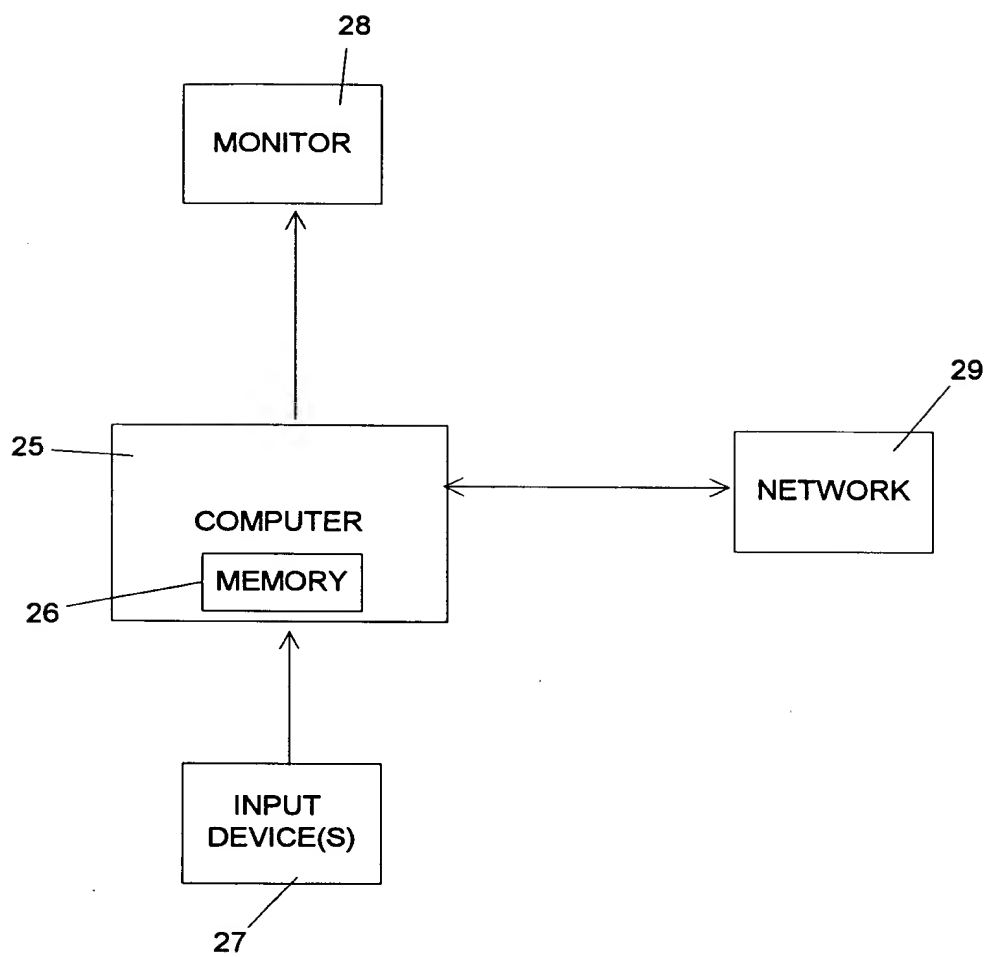 28
MONITOR
29
25
NETWORK
COMPUTER
MEMORY
26
INPUT
DEVICE(S)
27